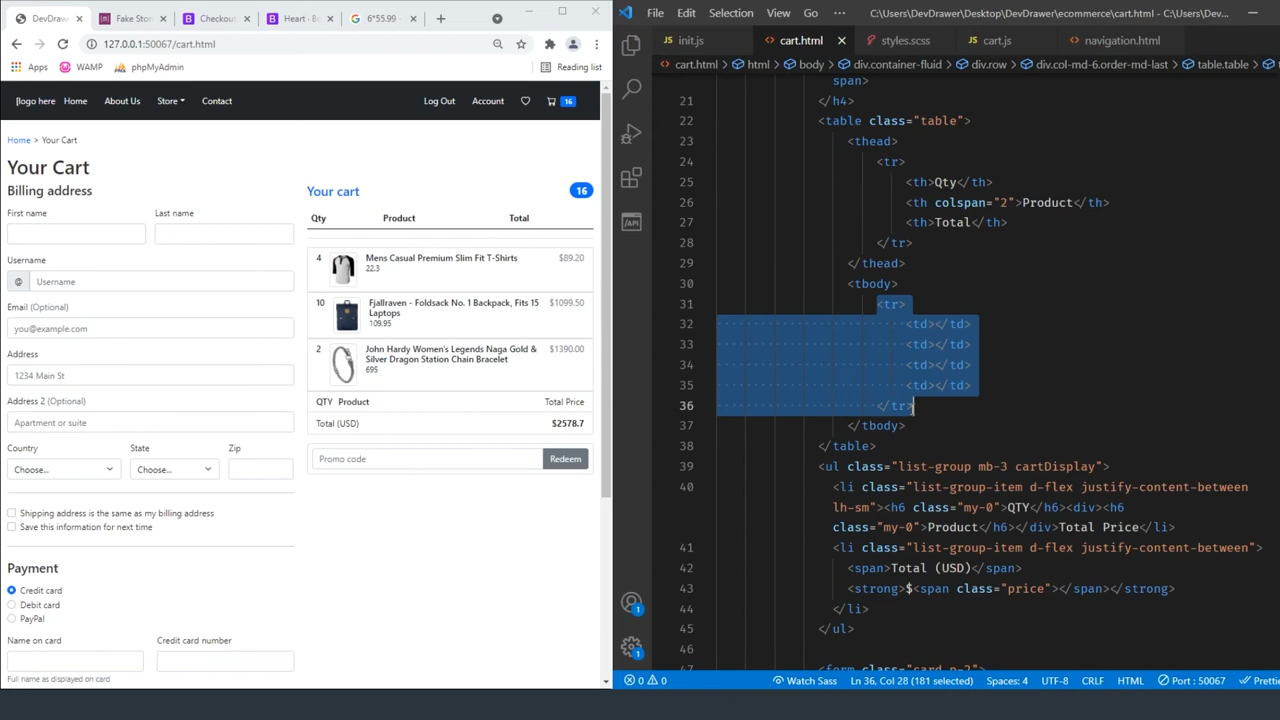 DevDraw
Fake Ston
Checkout
Heart · Bo
6*55.99 -
127.0.0.1:50067/cart.html
Apps
WAMP
phpMyAdmin
Reading list
logo here
Home
About Us
Store
Contact
Log Out
Account
16
Home > Your Cart
Your Cart
Billing address
First name
Last name
Username
@ Username
Email (Optional)
you@example.com
Address
1234 Main St
Address 2 (Optional)
Apartment or suite
Country
State
Zip
Choose...
Choose...
Shipping address is the same as my billing address
Save this information for next time
Payment
Credit card
Debit card
PayPal
Name on card
Credit card number
Full name as displayed on card
Your cart
16
Qty
Product
Total
4
Mens Casual Premium Slim Fit T-Shirts
$89.20
22.3
10
Fjallraven - Foldsack No. 1 Backpack, Fits 15
Laptops
$1099.50
109.95
2
John Hardy Women's Legends Naga Gold &
Silver Dragon Station Chain Bracelet
$1390.00
695
QTY Product
Total Price
Total (USD)
$2578.7
Promo code
Redeem
File Edit Selection View Go ···
C:\Users\DevDrawer\Desktop\DevDrawer\ecommerce\cart.html - C:\Users\Dev...
init.js
cart.html
styles.scss
cart.js
navigation.html
cart.html > html > body > div.container-fluid > div.row > div.col-md-6.order-md-last > table.table >
span>
21 </h4>
22 <table class="table">
23 <thead>
24 <tr>
25 <th>Qty</th>
26 <th colspan="2">Product</th>
27 <th>Total</th>
28 </tr>
29 </thead>
30 <tbody>
31 <tr>
32 <td></td>
33 <td></td>
34 <td></td>
35 <td></td>
36 </tr>
37 </tbody>
38 </table>
39 <ul class="list-group mb-3 cartDisplay">
40 <li class="list-group-item d-flex justify-content-between
lh-sm"><h6 class="my-0">QTY</h6><div><h6
class="my-0">Product</h6></div>Total Price</li>
41 <li class="list-group-item d-flex justify-content-between">
42 <span>Total (USD)</span>
43 <strong>$<span class="price"></span></strong>
44 </li>
45 </ul>
46
47 <form class="card p-2">
/API
1
1
0 0
Watch Sass
Ln 36, Col 28 (181 selected)
Spaces: 4
UTF-8
CRLF
HTML
Port : 50067
Pretti